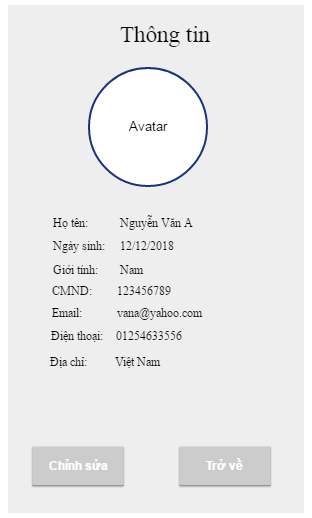 Thông tin
Avatar
Họ tên: Nguyễn Văn A
Ngày sinh: 12/12/2018
Giới tính: Nam
CMND: 123456789
Email: vana@yahoo.com
Điện thoại: 01254633556
Địa chỉ: Việt Nam
Chỉnh sửa Trở về